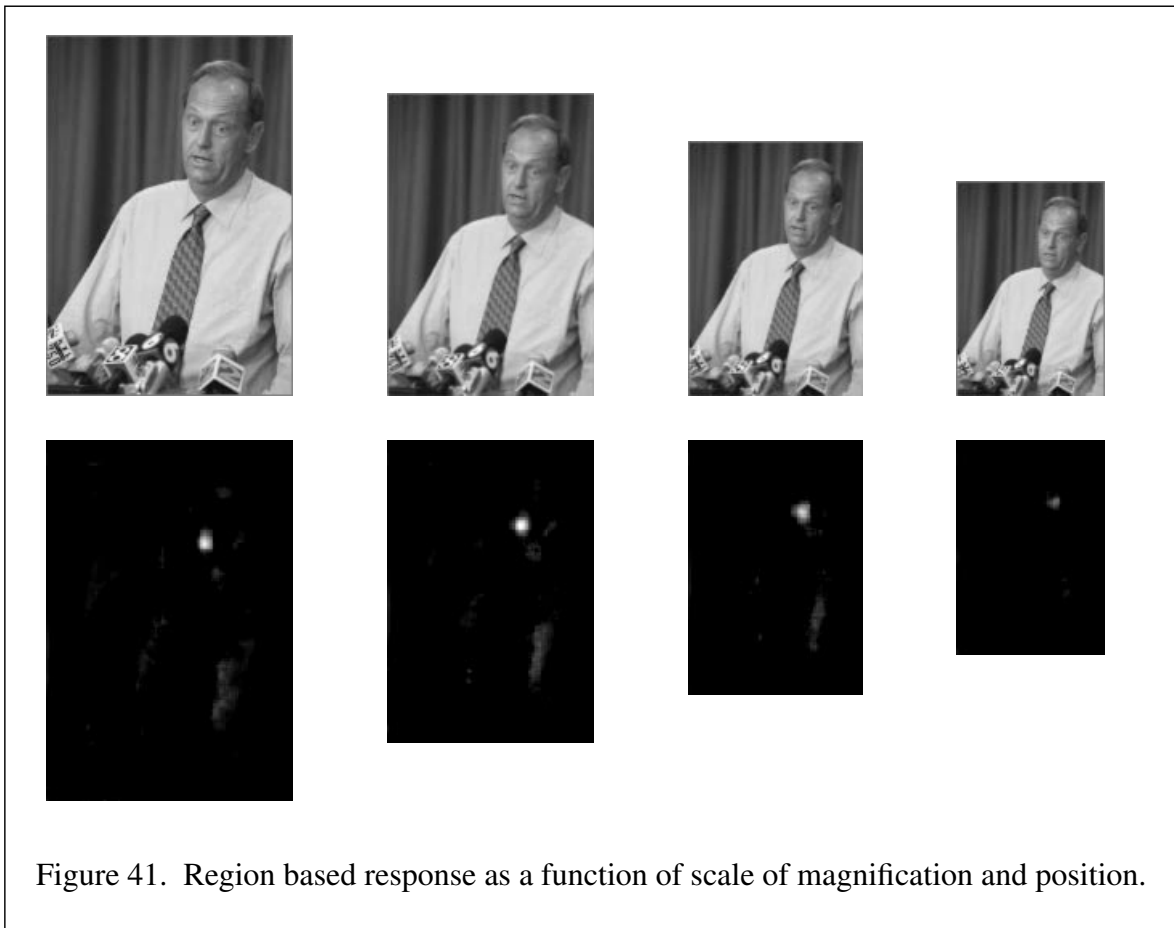 Figure 41. Region based response as a function of scale of magnification and position.